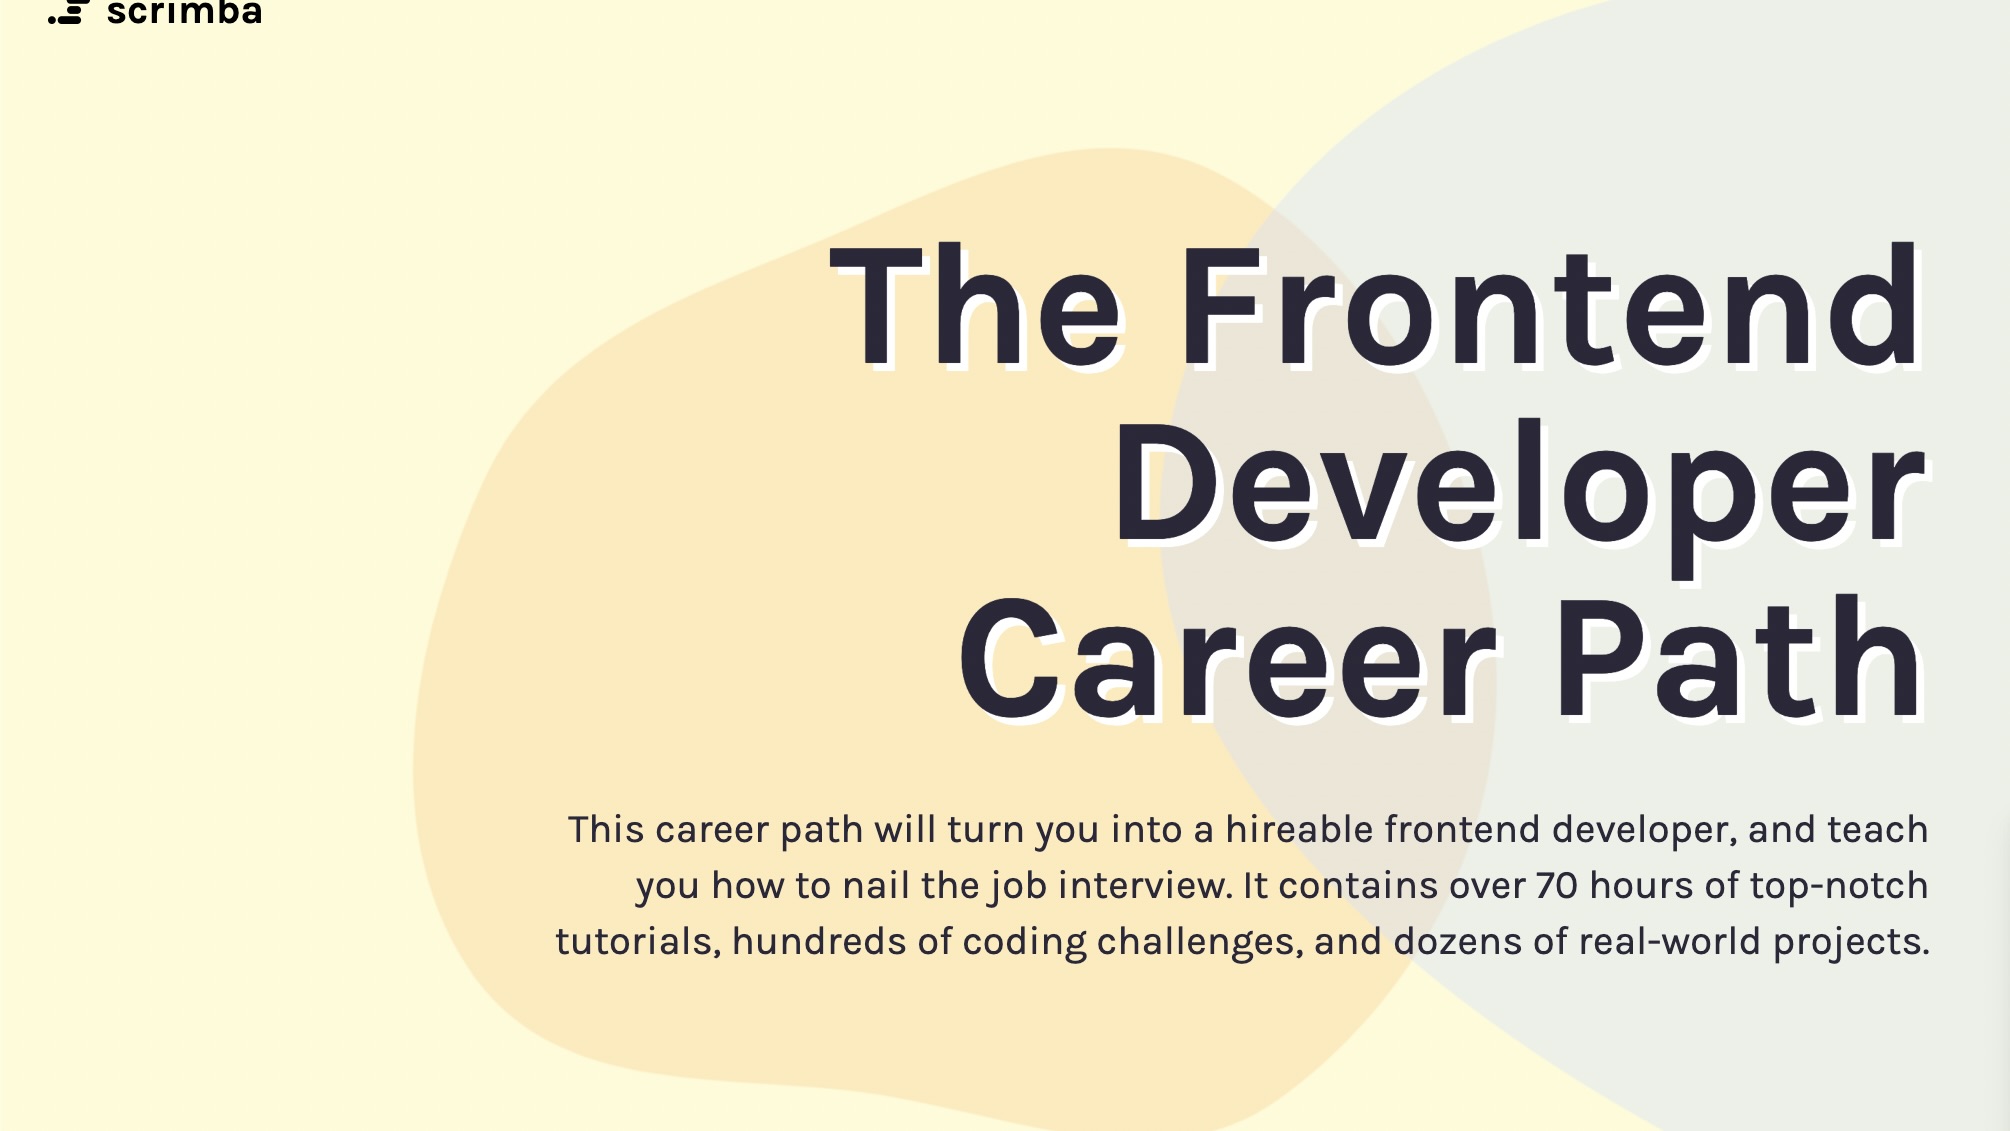 scrimba
The Frontend
Developer
Career Path
This career path will turn you into a hireable frontend developer, and teach
you how to nail the job interview. It contains over 70 hours of top-notch
tutorials, hundreds of coding challenges, and dozens of real-world projects.